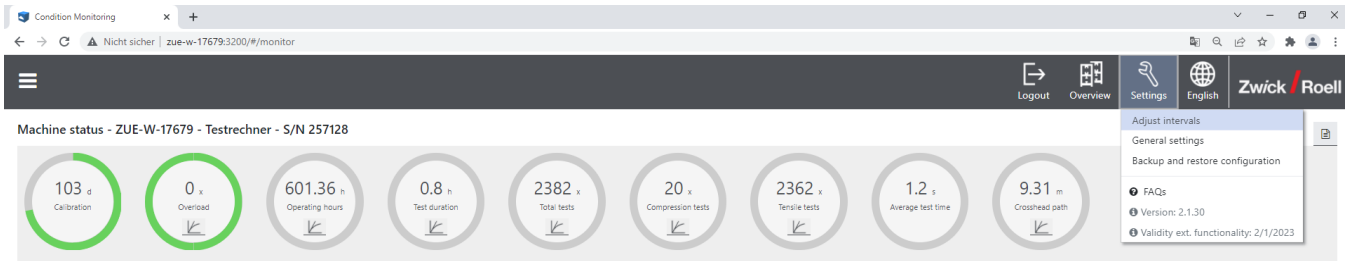 Condition Monitoring
Nicht sicher | zue-w-17679:3200/#/monitor
Logout
Overview
Settings
English
Zwick Roell
Machine status - ZUE-W-17679 - Testrechner - S/N 257128
Adjust intervals
General settings
Backup and restore configuration
FAQs
Version: 2.1.30
Validity ext. functionality: 2/1/2023
103 d
Calibration
0 x
Overload
601.36 h
Operating hours
0.8 h
Test duration
2382 x
Total tests
20 x
Compression tests
2362 x
Tensile tests
1.2 s
Average test time
9.31 m
Crosshead path